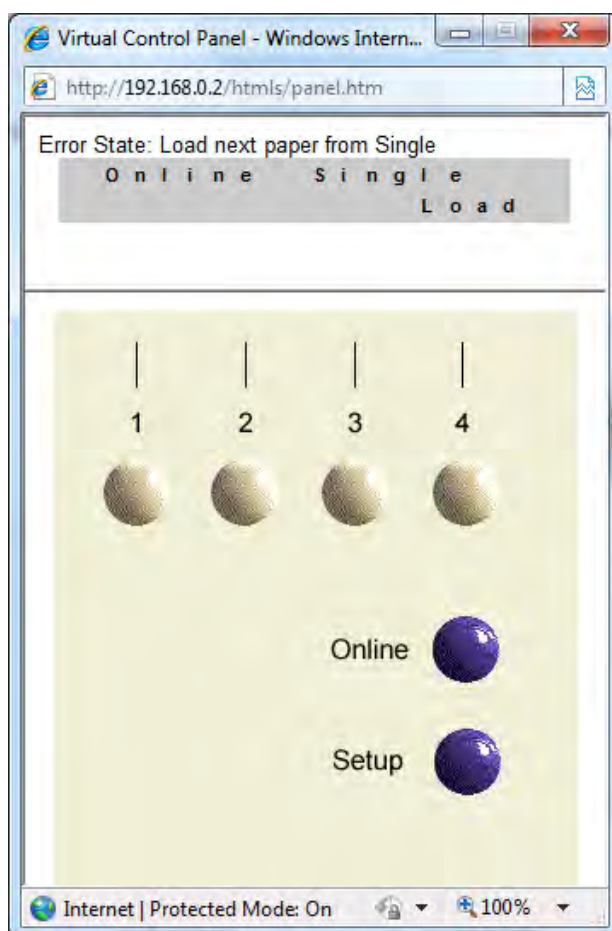 Virtual Control Panel - Windows Intern...
http://192.168.0.2/htmls/panel.htm
Error State: Load next paper from Single
Online Single
Load
1 2 3 4
Online
Setup
Internet | Protected Mode: On 100%